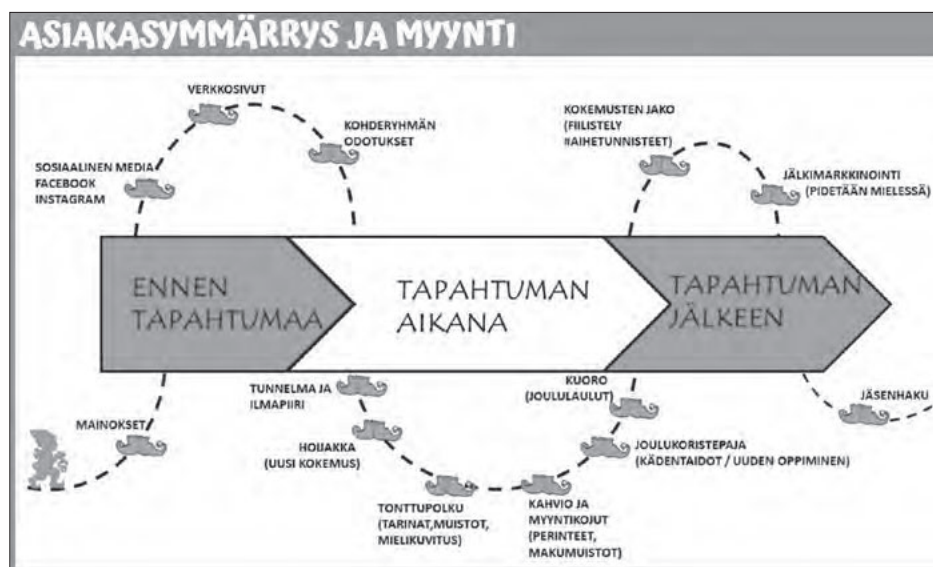 ASIAKASYMMÄRRYS JA MYYNTI
VERKKOSIVUT
KOHDERYHMÄN
ODOTUKSET
SOSIAALINEN MEDIA
FACEBOOK
INSTAGRAM
KOKEMUSTEN JAKO
(FIILISTELY
#AIHETUNNISTEET)
JÄLKIMARKKINOINTI
(PIDETÄÄN MIELESSÄ)
ENNEN
TAPAHTUMAA
TAPAHTUMAN
AIKANA
TAPAHTUMAN
JÄLKEEN
MAINOKSET
TUNNELMA JA
ILMAPIIRI
HOIJAKKA
(UUSI KOKEMUS)
TONTTUPOLKU
(TARINAT,MUISTOT,
MIELIKUVITUS)
KAHVIO JA
MYYNTIKOJUT
(PERINTEET,
MAKUMUISTOT)
KUORO
(JOULULAULUT)
JOULUKORISTEPAJA
(KÄDENTAIDOT / UUDEN OPPIMINEN)
JÄSENHAKU